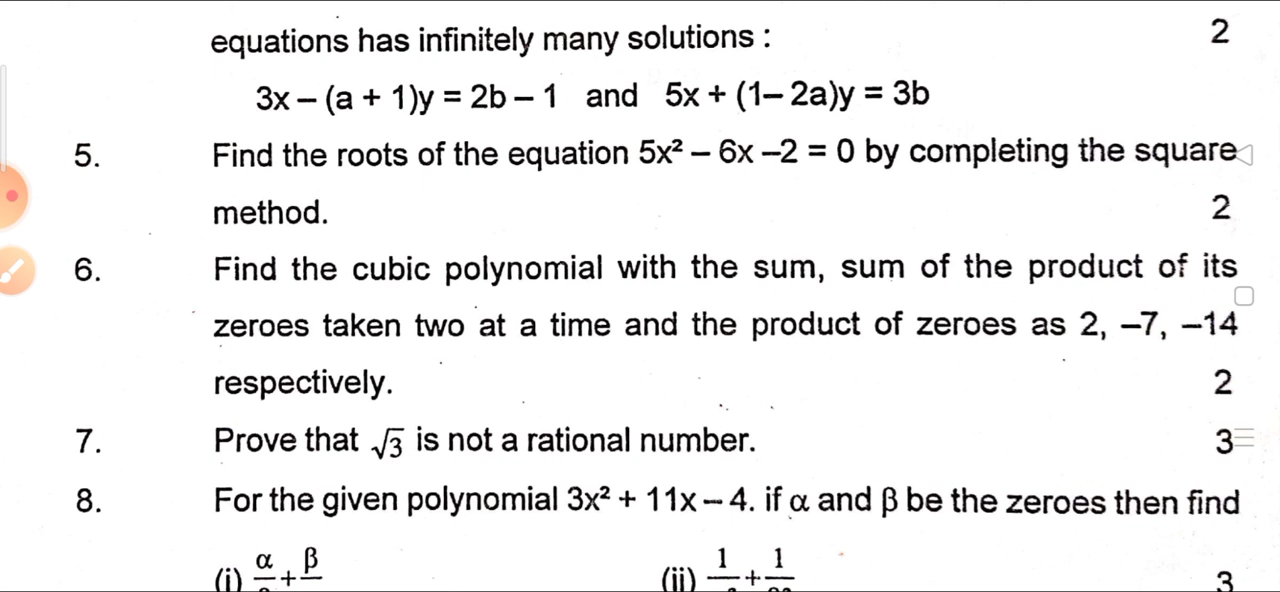 equations has infinitely many solutions : 2
3x – (a + 1)y = 2b – 1 and 5x + (1– 2a)y = 3b
5. Find the roots of the equation 5x² – 6x –2 = 0 by completing the square
method. 2
6. Find the cubic polynomial with the sum, sum of the product of its
zeroes taken two at a time and the product of zeroes as 2, –7, –14
respectively. 2
7. Prove that √3 is not a rational number. 3
8. For the given polynomial 3x² + 11x – 4. if α and β be the zeroes then find
(i) α + β (ii) 1 + 1 3